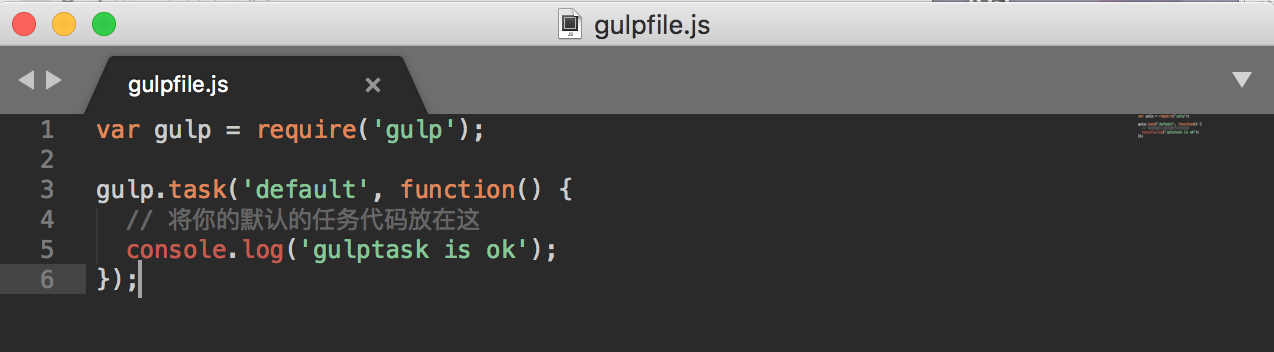 gulpfile.js
gulpfile.js
1 var gulp = require('gulp');
2
3 gulp.task('default', function() {
4 // 将你的默认的任务代码放在这
5 console.log('gulptask is ok');
6 });